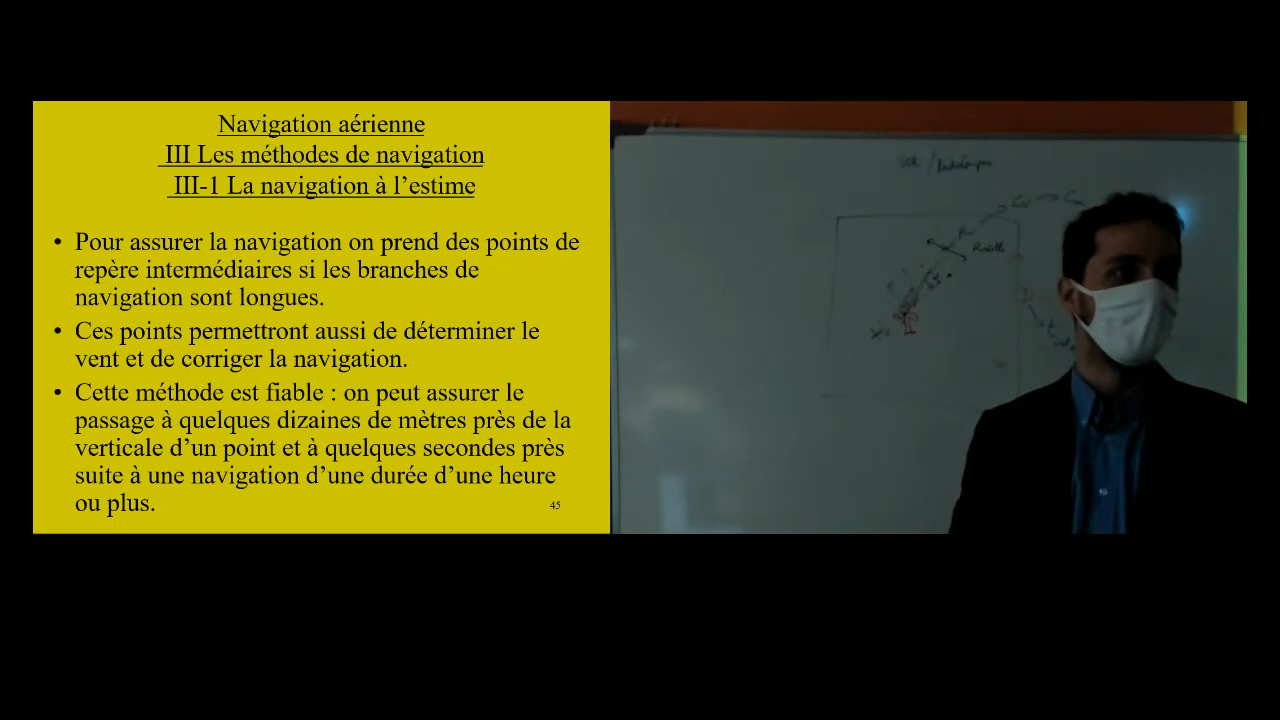 Navigation aérienne
III Les méthodes de navigation
III-1 La navigation à l’estime
• Pour assurer la navigation on prend des points de
repère intermédiaires si les branches de
navigation sont longues.
• Ces points permettront aussi de déterminer le
vent et de corriger la navigation.
• Cette méthode est fiable : on peut assurer le
passage à quelques dizaines de mètres près de la
verticale d’un point et à quelques secondes près
suite à une navigation d’une durée d’une heure
ou plus.
45